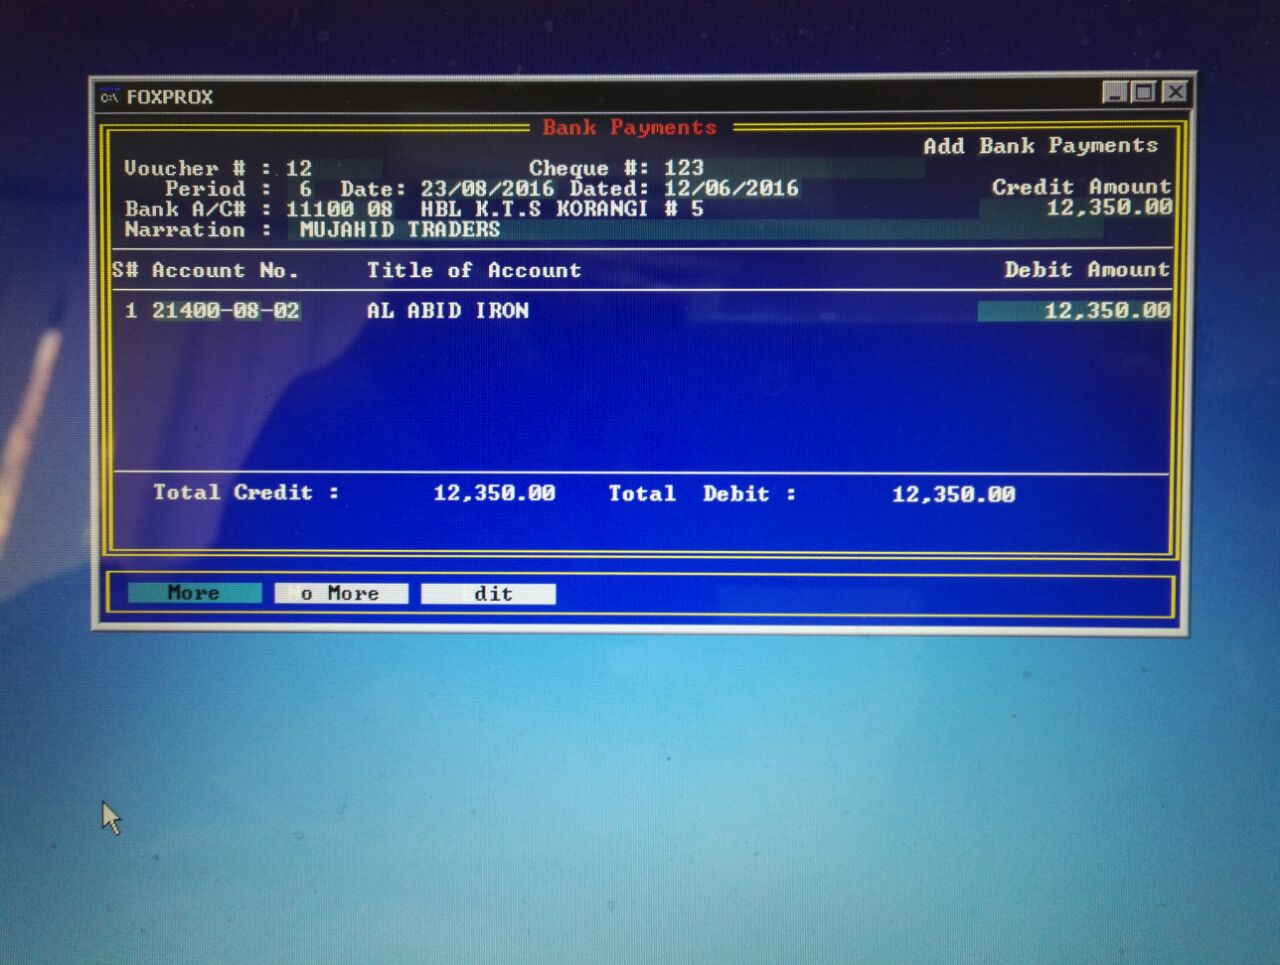 FOXPROX
Bank Payments
Add Bank Payments
Voucher # : 12 Cheque #: 123
Period : 6 Date: 23/08/2016 Dated: 12/06/2016 Credit Amount
Bank A/C# : 11100 08 HBL K.T.S KORANGI # 5 12,350.00
Narration : MUJAHID TRADERS
S# Account No. Title of Account Debit Amount
1 21400-08-02 AL ABID IRON 12,350.00
Total Credit : 12,350.00 Total Debit : 12,350.00
More o More dit